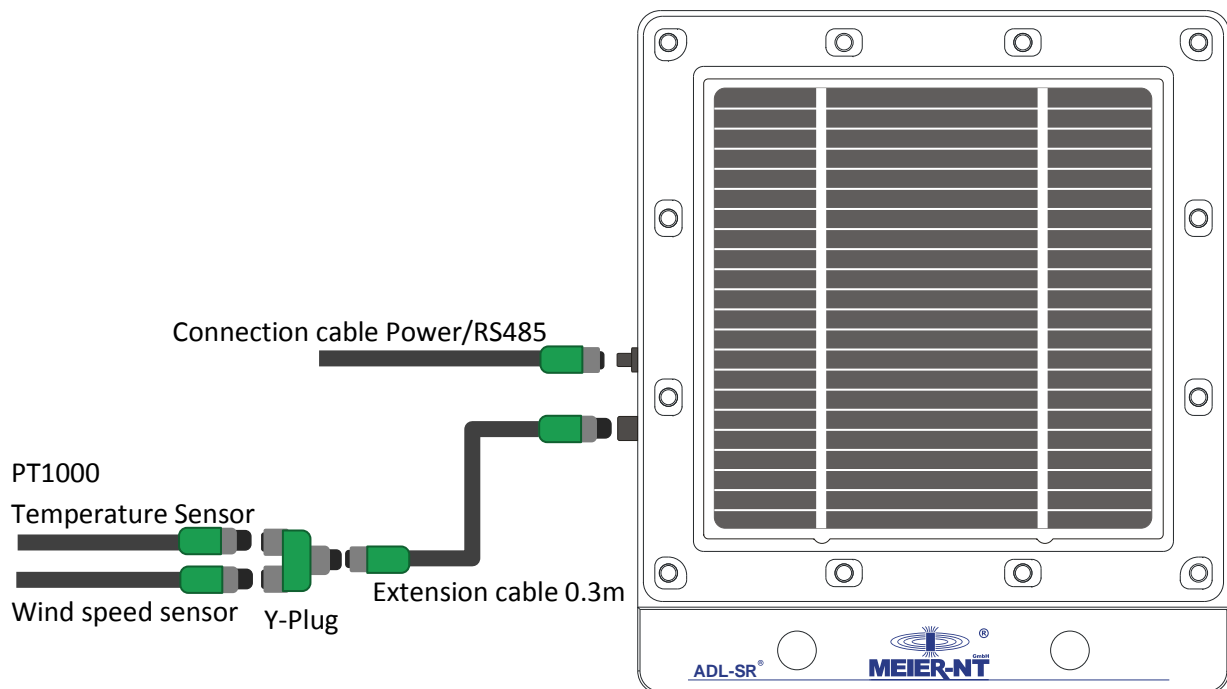 Connection cable Power/RS485
PT1000
Temperature Sensor
Wind speed sensor
Y-Plug
Extension cable 0.3m
ADL-SR®
®
GmbH
MEIER-NT